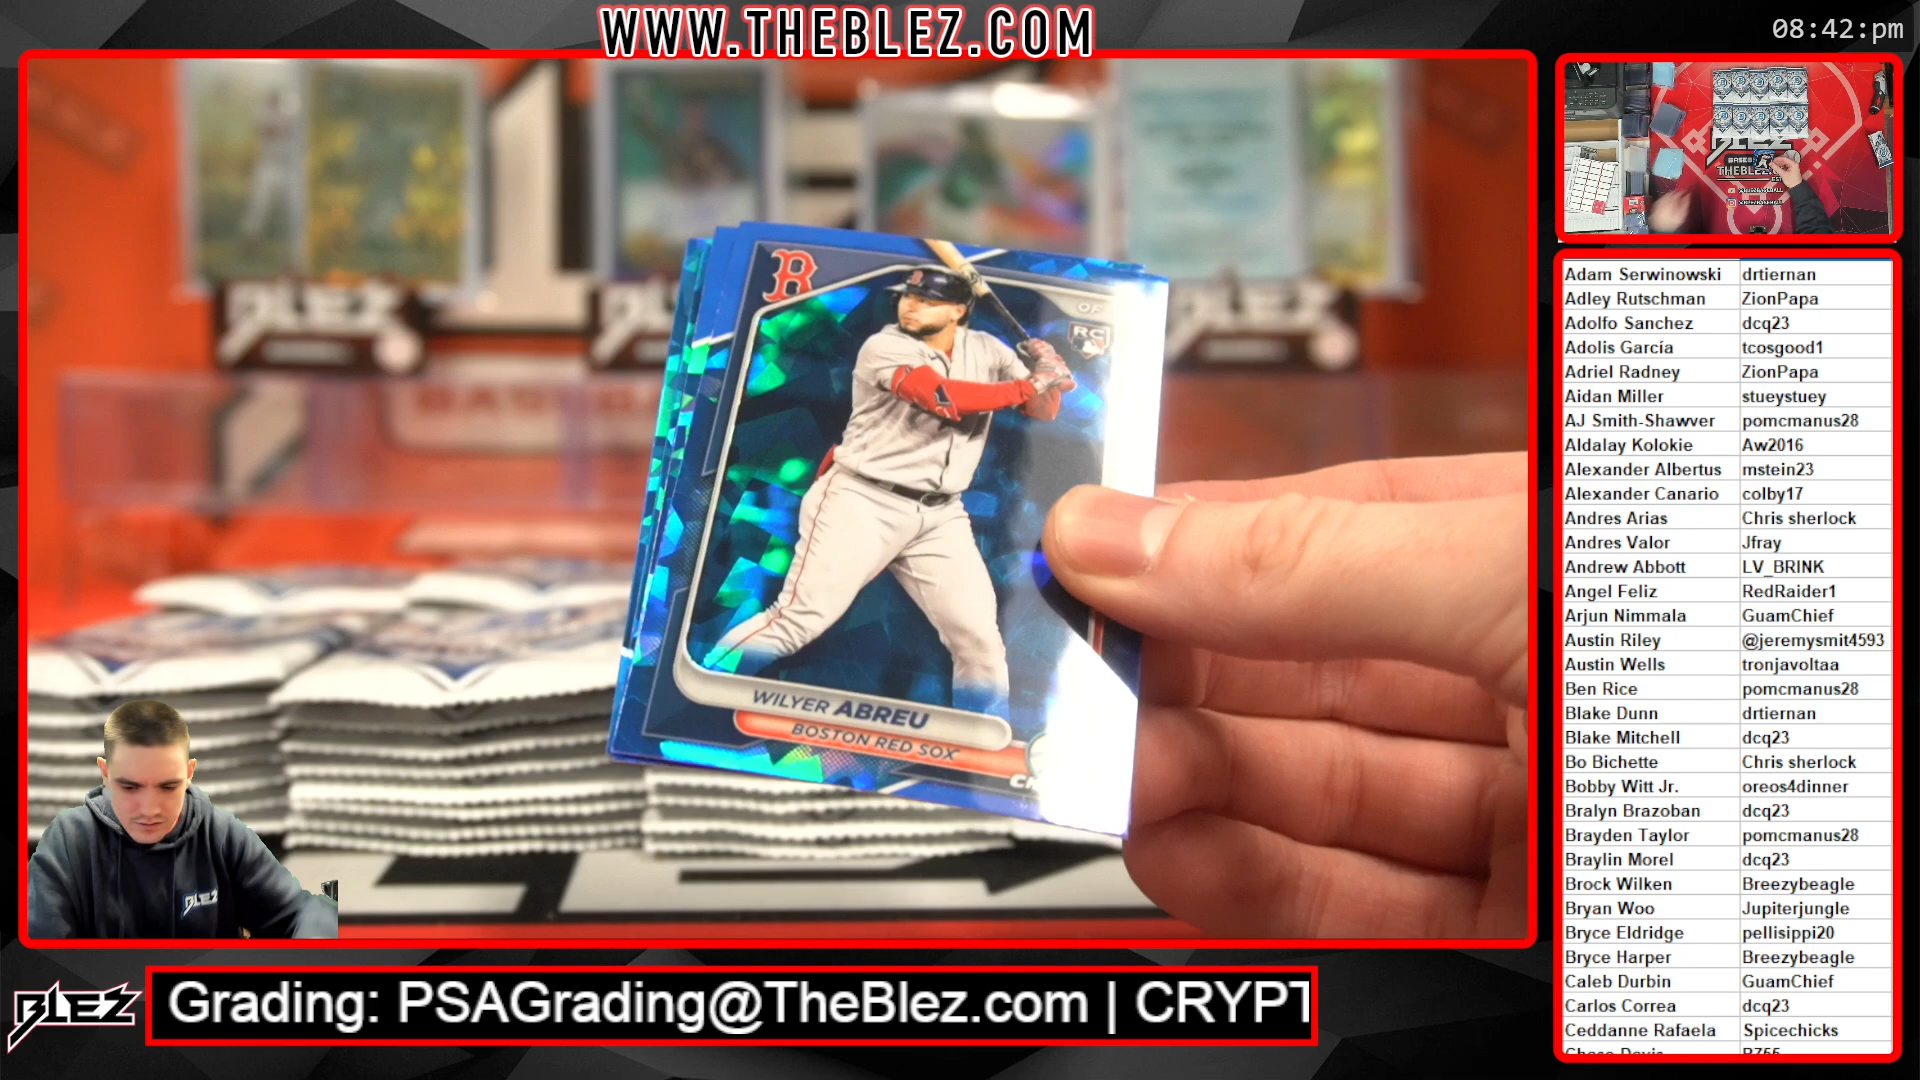 WWW.THEBLEZ.COM
08:42:pm
B
OF
RC
WILYER ABREU
BOSTON RED SOX
BLEZ
Grading: PSAGrading@TheBlez.com | CRYPT
BLEZ
Adam Serwinowski drtiernan
Adley Rutschman ZionPapa
Adolfo Sanchez dcq23
Adolis Garcia tcosgood1
Adriel Radney ZionPapa
Aidan Miller stueystuey
AJ Smith-Shawver pomcmanus28
Aldalay Kolokie Aw2016
Alexander Albertus mstein23
Alexander Canario colby17
Andres Arias Chris sherlock
Andres Valor Jfray
Andrew Abbott LV_BRINK
Angel Feliz RedRaider1
Arjun Nimmala GuamChief
Austin Riley @jeremysmit4593
Austin Wells tronjavoltaa
Ben Rice pomcmanus28
Blake Dunn drtiernan
Blake Mitchell dcq23
Bo Bichette Chris sherlock
Bobby Witt Jr. oreos4dinner
Bralyn Brazoban dcq23
Brayden Taylor pomcmanus28
Braylin Morel dcq23
Brock Wilken Breezybeagle
Bryan Woo Jupiterjungle
Bryce Eldridge pellisippi20
Bryce Harper Breezybeagle
Caleb Durbin GuamChief
Carlos Correa dcq23
Ceddanne Rafaela Spicechicks